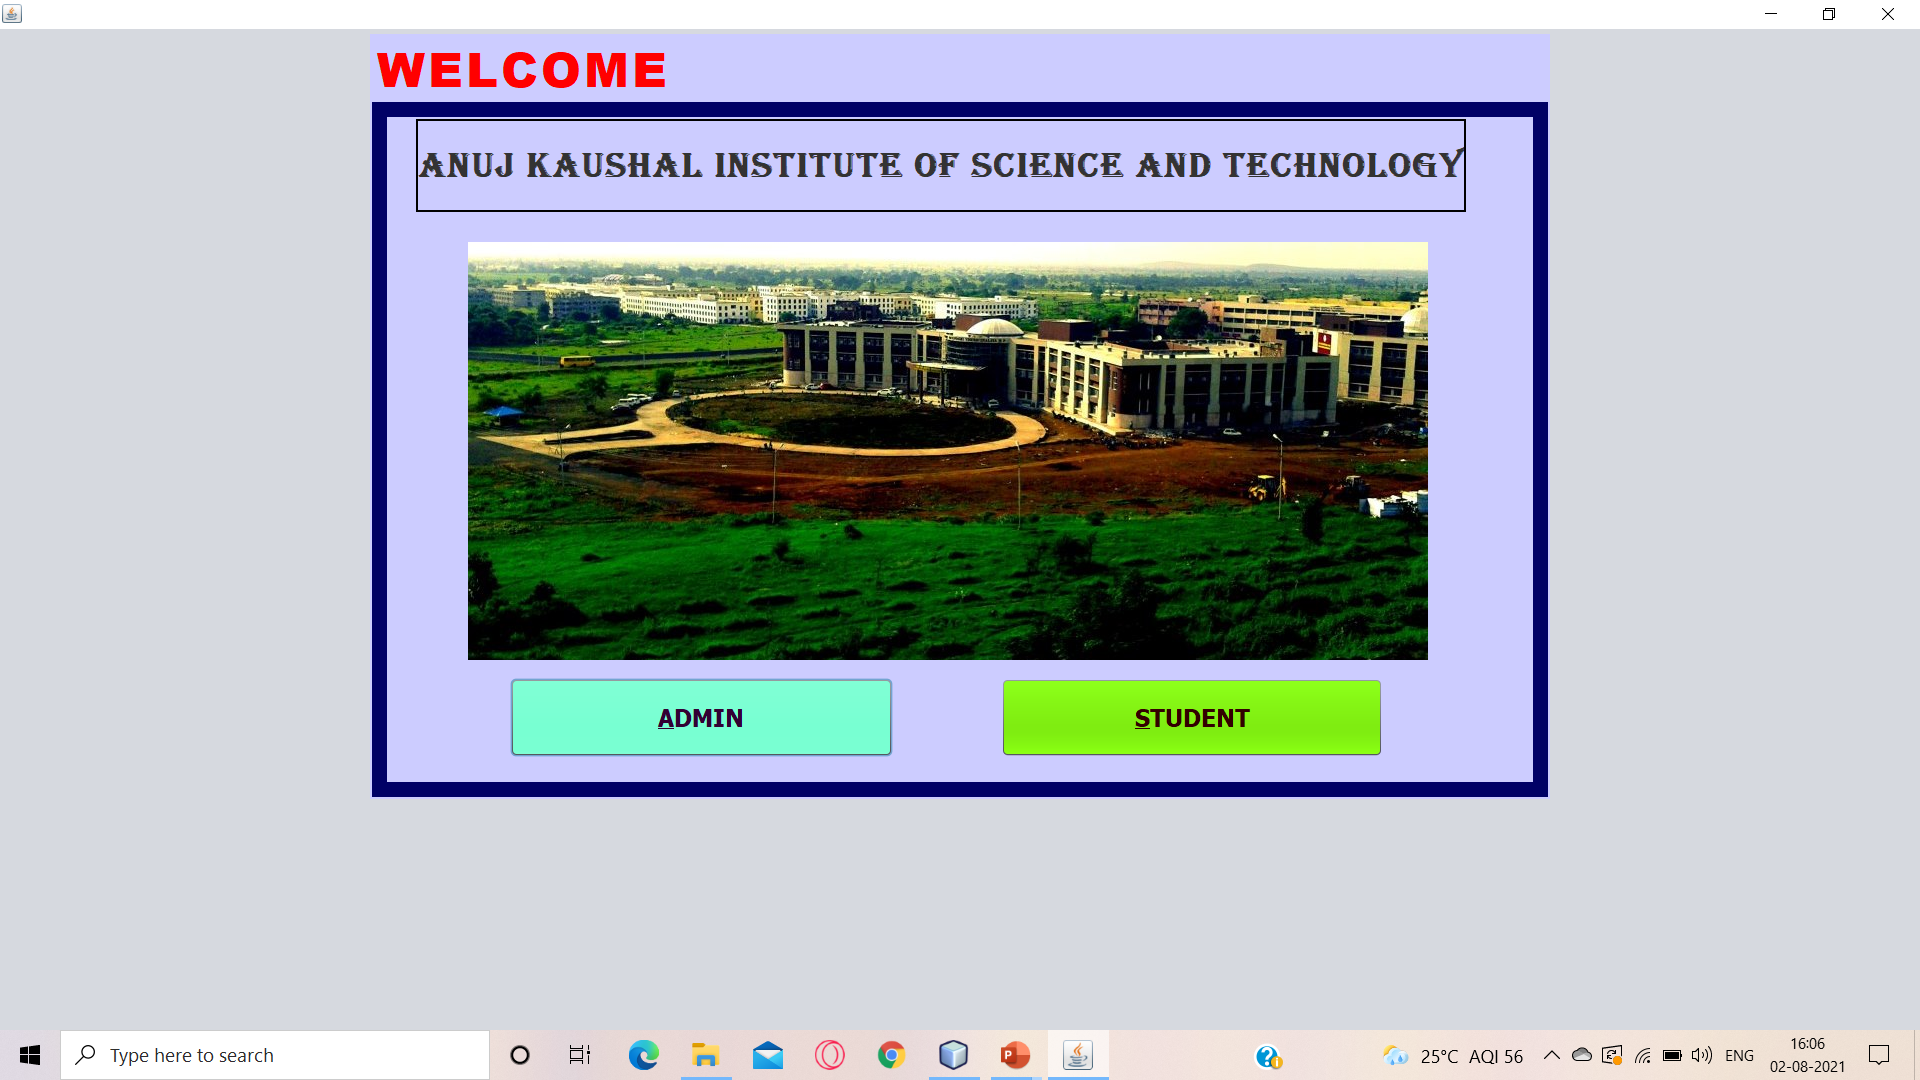 WELCOME
ANUJ KAUSHAL INSTITUTE OF SCIENCE AND TECHNOLOGY
ADMIN
STUDENT
Type here to search
25°C AQI 56
ENG
16:06
02-08-2021